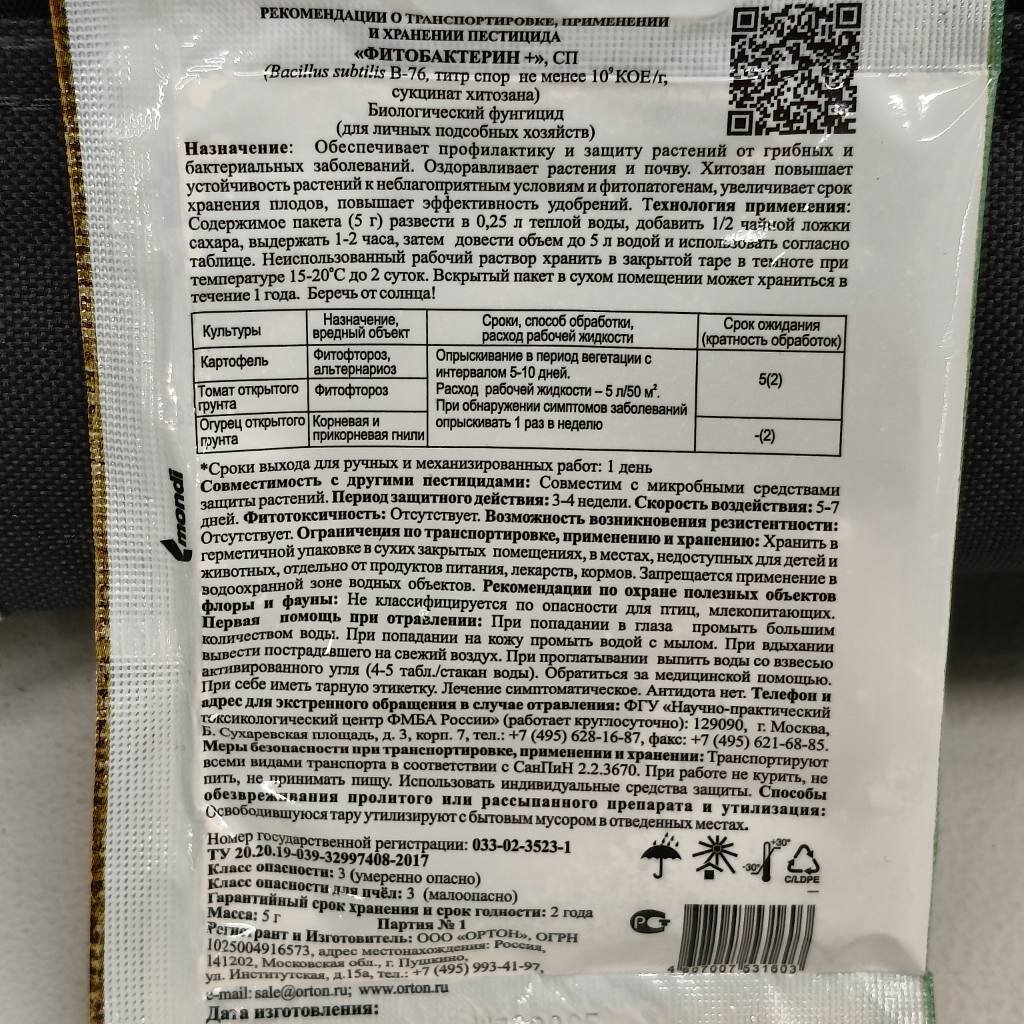 РЕКОМЕНДАЦИИ О ТРАНСПОРТИРОВКЕ, ПРИМЕНЕНИИ
И ХРАНЕНИИ ПЕСТИЦИДА
«ФИТОБАКТЕРИН +», СП
(Bacillus subtilis В-76, титр спор не менее 10⁹ КОЕ/г,
сукцинат хитозана)
Биологический фунгицид
(для личных подсобных хозяйств)
Назначение: Обеспечивает профилактику и защиту растений от грибных и
бактериальных заболеваний. Оздоравливает растения и почву. Хитозан повышает
устойчивость растений к неблагоприятным условиям и фитопатогенам, увеличивает срок
хранения плодов, повышает эффективность удобрений. Технология применения:
Содержимое пакета (5 г) развести в 0,25 л теплой воды, добавить 1/2 чайной ложки
сахара, выдержать 1-2 часа, затем довести объем до 5 л водой и использовать согласно
таблице. Неиспользованный рабочий раствор хранить в закрытой таре в темноте при
температуре 15-20°С до 2 суток. Вскрытый пакет в сухом помещении может храниться в
течение 1 года. Беречь от солнца!
Культуры
Назначение,
вредный объект
Сроки, способ обработки,
расход рабочей жидкости
Срок ожидания
(кратность обработок)
Картофель
Фитофтороз,
альтернариоз
Опрыскивание в период вегетации с
интервалом 5-10 дней.
Расход рабочей жидкости – 5 л/50 м².
При обнаружении симптомов заболеваний
опрыскивать 1 раз в неделю
5(2)
Томат открытого
грунта
Фитофтороз
Огурец открытого
грунта
Корневая и
прикорневая гнили
-(2)
*Сроки выхода для ручных и механизированных работ: 1 день
Совместимость с другими пестицидами: Совместим с микробными средствами
защиты растений. Период защитного действия: 3-4 недели. Скорость воздействия: 5-7
дней. Фитотоксичность: Отсутствует. Возможность возникновения резистентности:
Отсутствует. Ограничения по транспортировке, применению и хранению: Хранить в
герметичной упаковке в сухих закрытых помещениях, в местах, недоступных для детей и
животных, отдельно от продуктов питания, лекарств, кормов. Запрещается применение в
водоохранной зоне водных объектов. Рекомендации по охране полезных объектов
флоры и фауны: Не классифицируется по опасности для птиц, млекопитающих.
Первая помощь при отравлении: При попадании в глаза промыть большим
количеством воды. При попадании на кожу промыть водой с мылом. При вдыхании
вывести пострадавшего на свежий воздух. При проглатывании выпить воды со взвесью
активированного угля (4-5 табл./стакан воды). Обратиться за медицинской помощью.
При себе иметь тарную этикетку. Лечение симптоматическое. Антидота нет. Телефон и
адрес для экстренного обращения в случае отравления: ФГУ «Научно-практический
токсикологический центр ФМБА России» (работает круглосуточно): 129090, г. Москва,
Б. Сухаревская площадь, д. 3, корп. 7, тел.: +7 (495) 628-16-87, факс: +7 (495) 621-68-85.
Меры безопасности при транспортировке, применении и хранении: Транспортируют
всеми видами транспорта в соответствии с СанПиН 2.2.3670. При работе не курить, не
пить, не принимать пищу. Использовать индивидуальные средства защиты. Способы
обезвреживания пролитого или рассыпанного препарата и утилизация:
Освободившуюся тару утилизируют с бытовым мусором в отведенных местах.
Номер государственной регистрации: 033-02-3523-1
ТУ 20.20.19-039-32997408-2017
Класс опасности: 3 (умеренно опасно)
Класс опасности для пчёл: 3 (малоопасно)
Гарантийный срок хранения и срок годности: 2 года
Масса: 5 г
Партия № 1
Регистрант и Изготовитель: ООО «ОРТОН», ОГРН
1025004916573, адрес местонахождения: Россия,
141202, Московская обл., г. Пушкино,
ул. Институтская, д.15а, тел.: +7 (495) 993-41-97,
e-mail: sale@orton.ru; www.orton.ru
Дата изготовления:
mondi
-30°
+30°
C/LDPE
РСТ
4 607007 531603